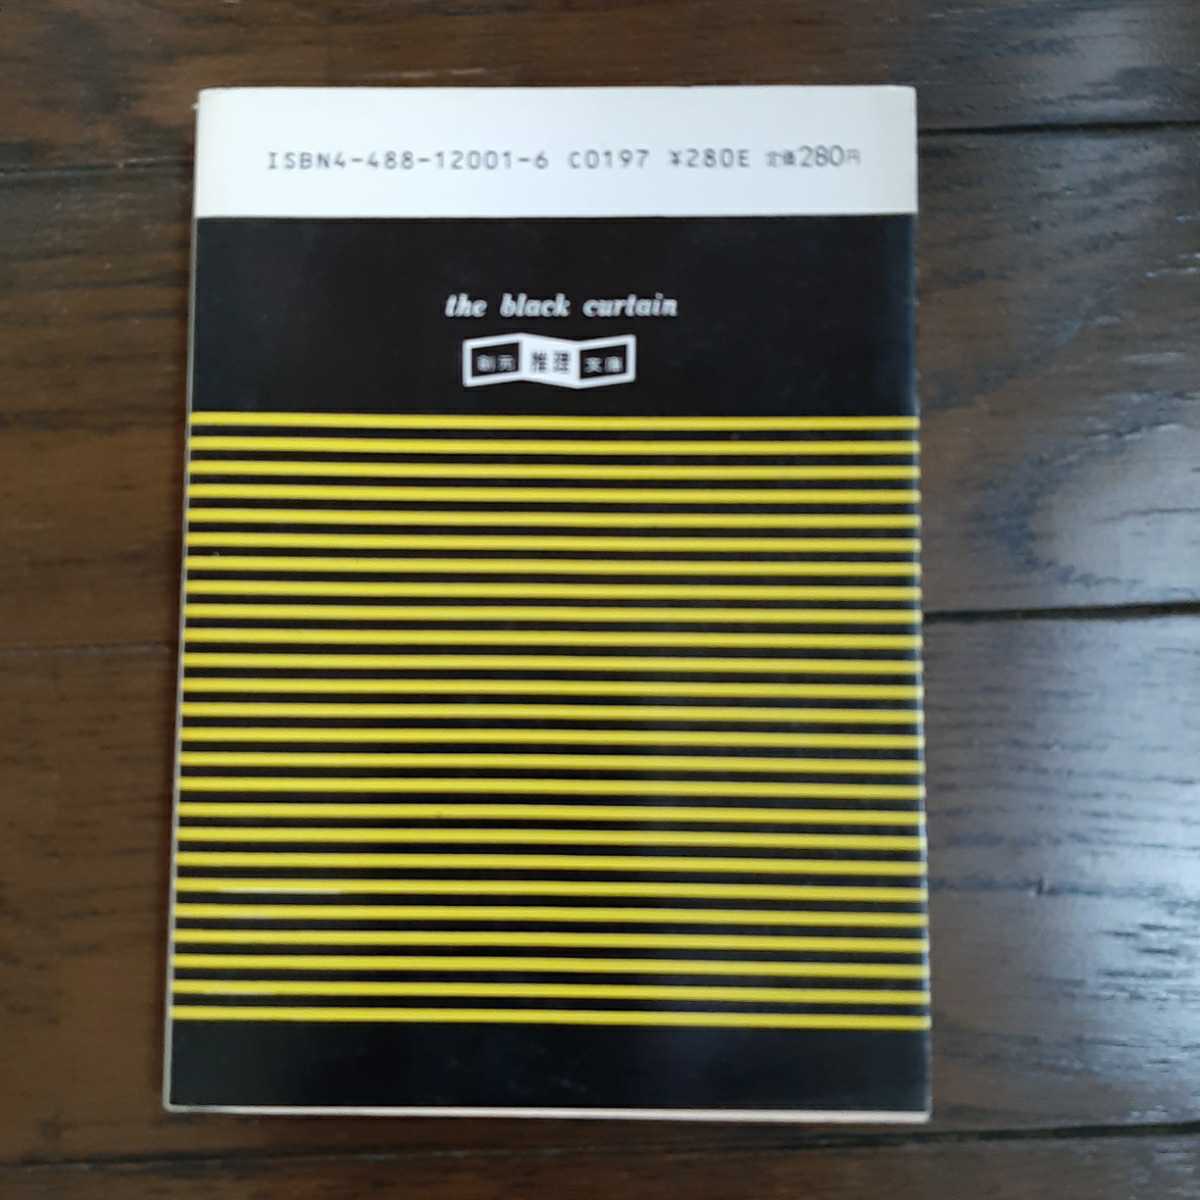 ISBN4-488-12001-6 C0197 ¥280E 定価280円
the black curtain
創元 推理 文庫